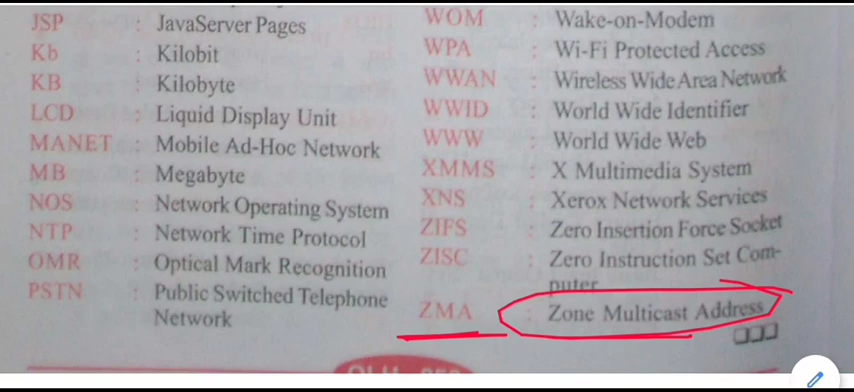 JSP : JavaServer Pages
Kb : Kilobit
KB : Kilobyte
LCD : Liquid Display Unit
MANET : Mobile Ad-Hoc Network
MB : Megabyte
NOS : Network Operating System
NTP : Network Time Protocol
OMR : Optical Mark Recognition
PSTN : Public Switched Telephone
Network
WOM : Wake-on-Modem
WPA : Wi-Fi Protected Access
WWAN : Wireless Wide Area Network
WWID : World Wide Identifier
WWW : World Wide Web
XMMS : X Multimedia System
XNS : Xerox Network Services
ZIFS : Zero Insertion Force Socket
ZISC : Zero Instruction Set Com-
puter
ZMA : Zone Multicast Address